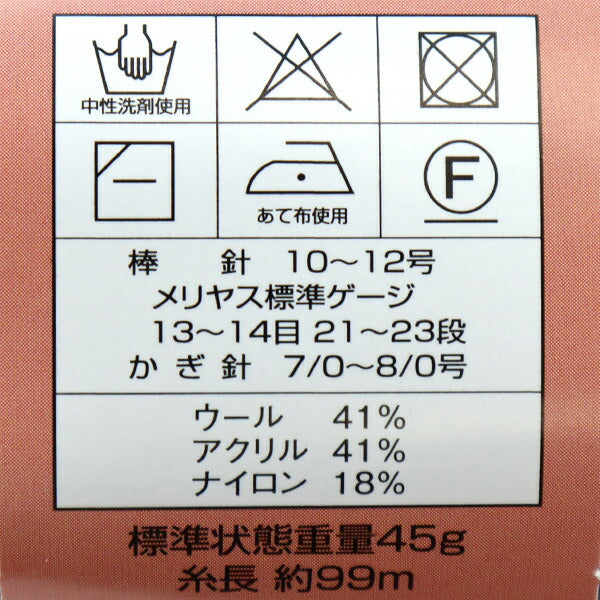 中性洗剤使用
あて布使用
F
棒 針 10〜12号
メリヤス標準ゲージ
13〜14目 21〜23段
かぎ針 7/0〜8/0号
ウール 41%
アクリル 41%
ナイロン 18%
標準状態重量45g
糸長 約99m